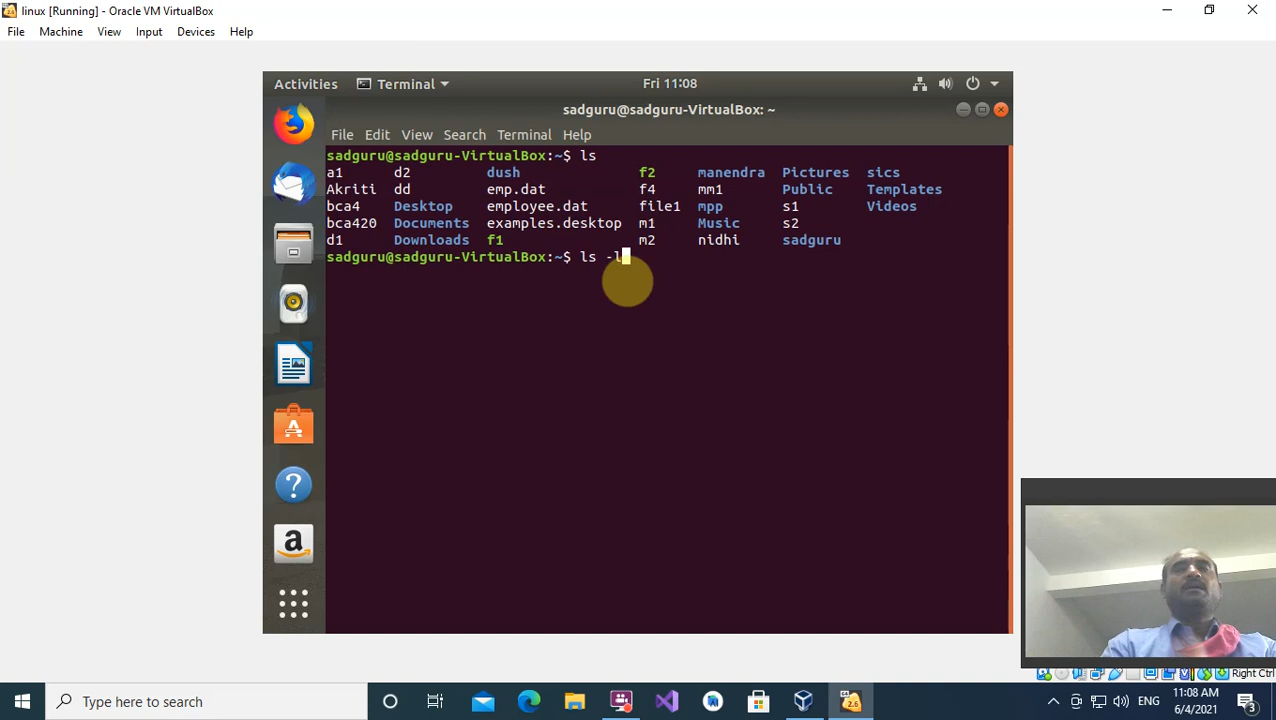 linux [Running] - Oracle VM VirtualBox
File Machine View Input Devices Help
Activities Terminal Fri 11:08
sadguru@sadguru-VirtualBox: ~
File Edit View Search Terminal Help
sadguru@sadguru-VirtualBox:~$ ls
a1 d2 dush f2 manendra Pictures sics
Akriti dd emp.dat f4 mm1 Public Templates
bca4 Desktop employee.dat file1 mpp s1 Videos
bca420 Documents examples.desktop m1 Music s2
d1 Downloads f1 m2 nidhi sadguru
sadguru@sadguru-VirtualBox:~$ ls -l
Right Ctrl
Type here to search
ENG
11:08 AM
6/4/2021
3
2.6
a
?